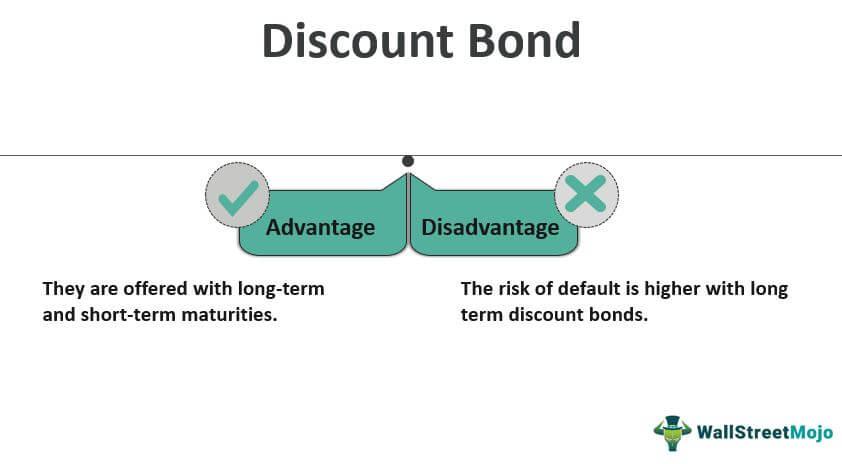 Discount Bond
Advantage
Disadvantage
They are offered with long-term
and short-term maturities.
The risk of default is higher with long
term discount bonds.
WallStreetMojo